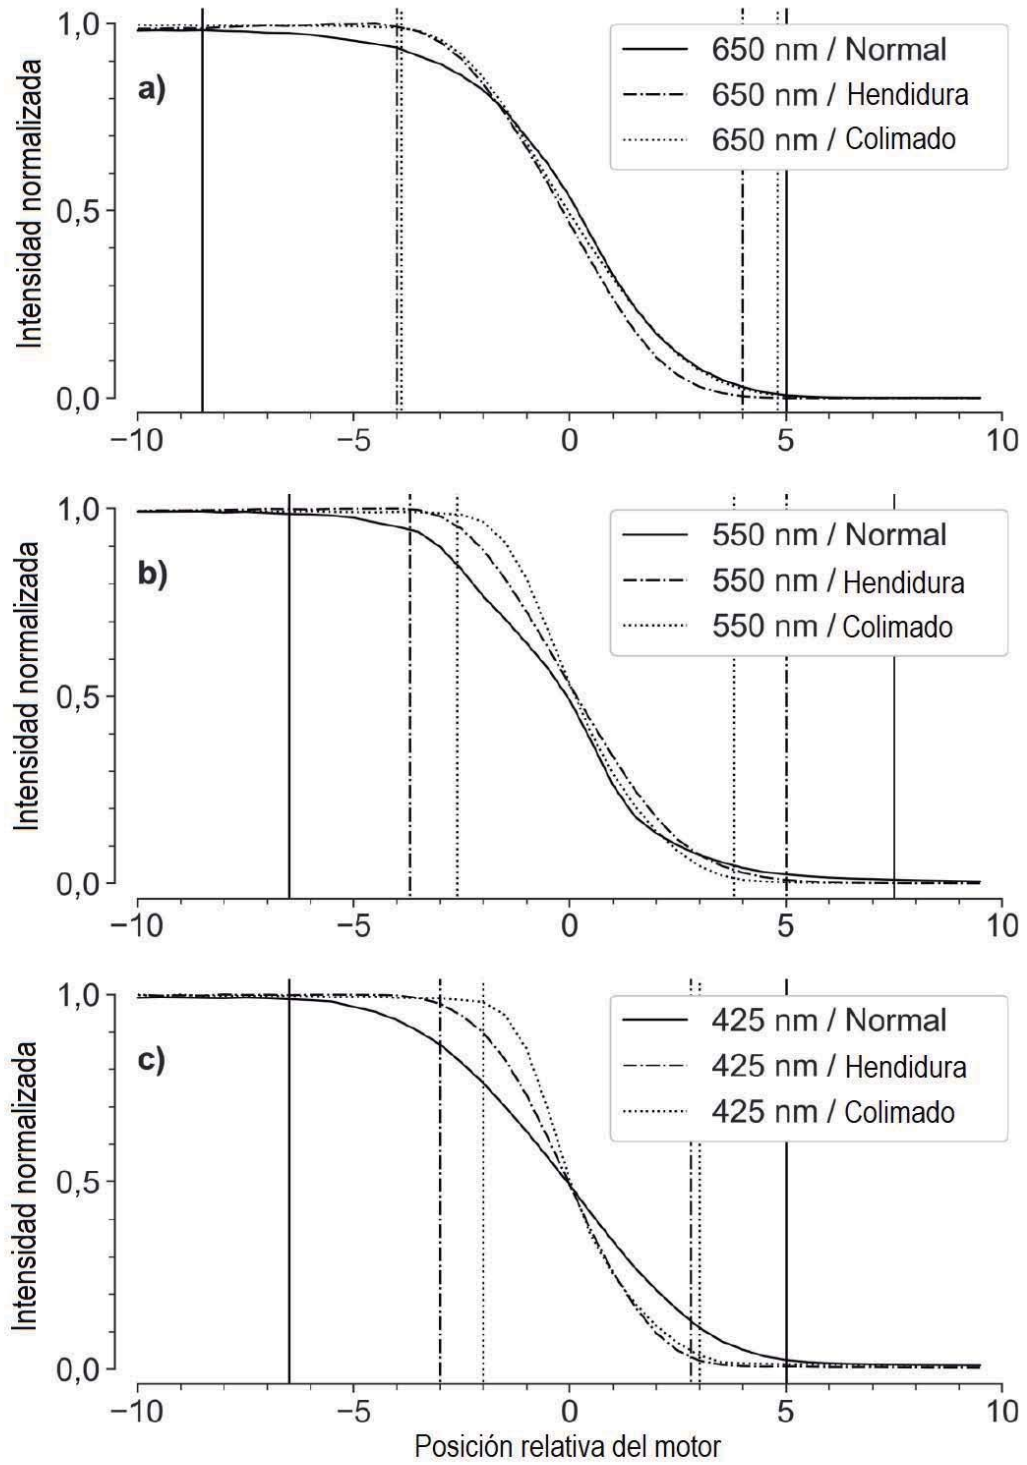 1,0
a)
650 nm / Normal
650 nm / Hendidura
650 nm / Colimado
Intensidad normalizada
0,5
0,0
−10 −5 0 5 10
1,0
b)
550 nm / Normal
550 nm / Hendidura
550 nm / Colimado
Intensidad normalizada
0,5
0,0
−10 −5 0 5 10
1,0
c)
425 nm / Normal
425 nm / Hendidura
425 nm / Colimado
Intensidad normalizada
0,5
0,0
−10 −5 0 5 10
Posición relativa del motor